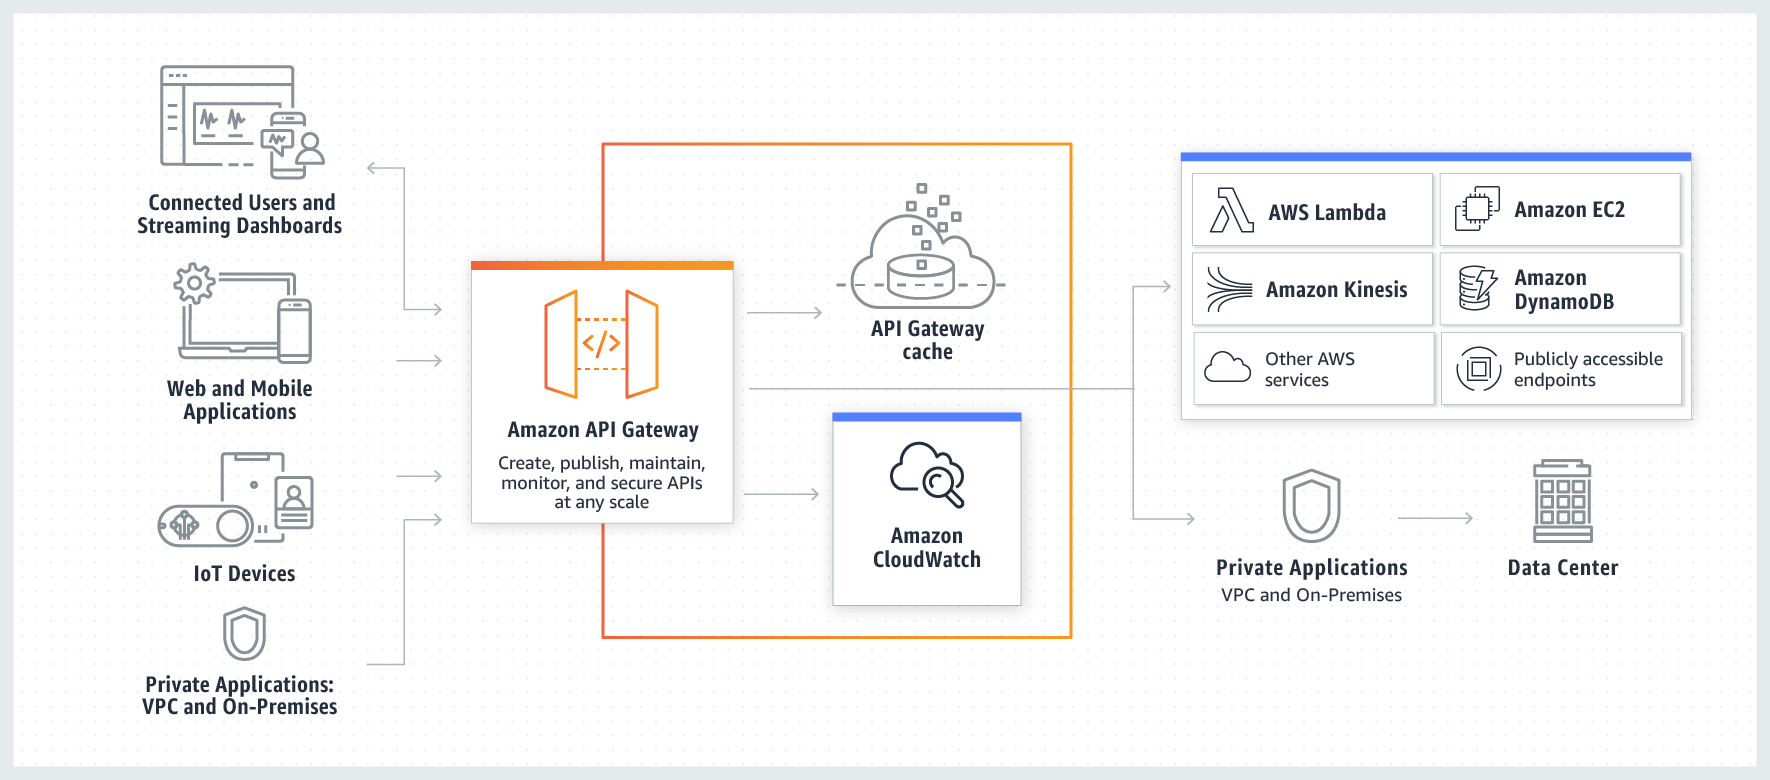 Connected Users and
Streaming Dashboards
Web and Mobile
Applications
IoT Devices
Private Applications:
VPC and On-Premises
</>
Amazon API Gateway
Create, publish, maintain,
monitor, and secure APIs
at any scale
API Gateway
cache
Amazon
CloudWatch
AWS Lambda
Amazon EC2
Amazon Kinesis
Amazon
DynamoDB
Other AWS
services
Publicly accessible
endpoints
Private Applications
VPC and On-Premises
Data Center